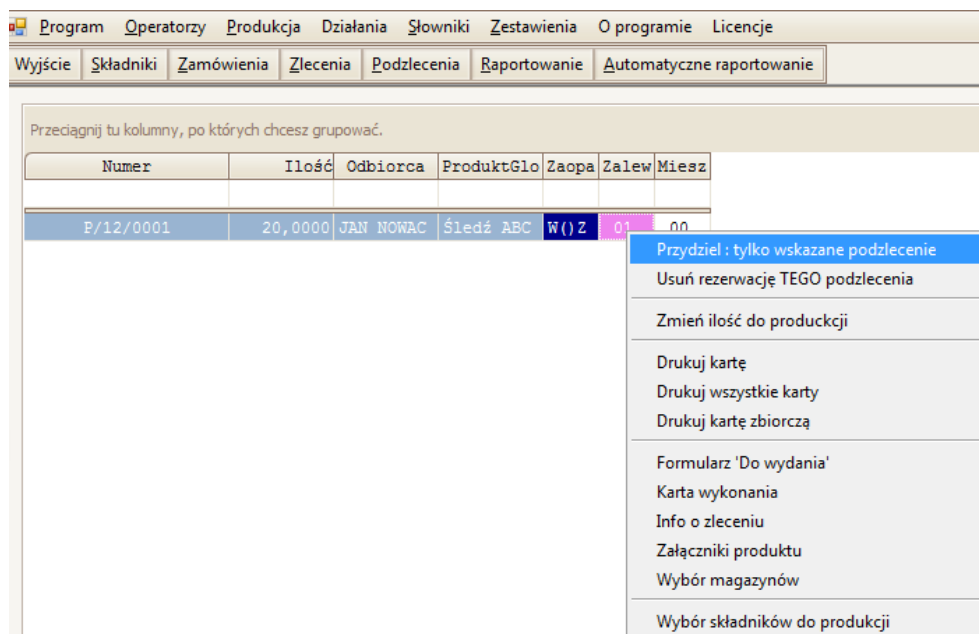 Program Operatorzy Produkcja Działania Słowniki Zestawienia O programie Licencje
Wyjście Składniki Zamówienia Zlecenia Podzlecenia Raportowanie Automatyczne raportowanie
Przeciągnij tu kolumny, po których chcesz grupować.
Numer Ilość Odbiorca ProduktGlo Zaopa Zalew Miesz
P/12/0001 20,0000 JAN NOWAC Śledź ABC W()Z 01 00
Przydziel : tylko wskazane podzlecenie
Usuń rezerwację TEGO podzlecenia
Zmień ilość do produckcji
Drukuj kartę
Drukuj wszystkie karty
Drukuj kartę zbiorczą
Formularz 'Do wydania'
Karta wykonania
Info o zleceniu
Załączniki produktu
Wybór magazynów
Wybór składników do produkcji